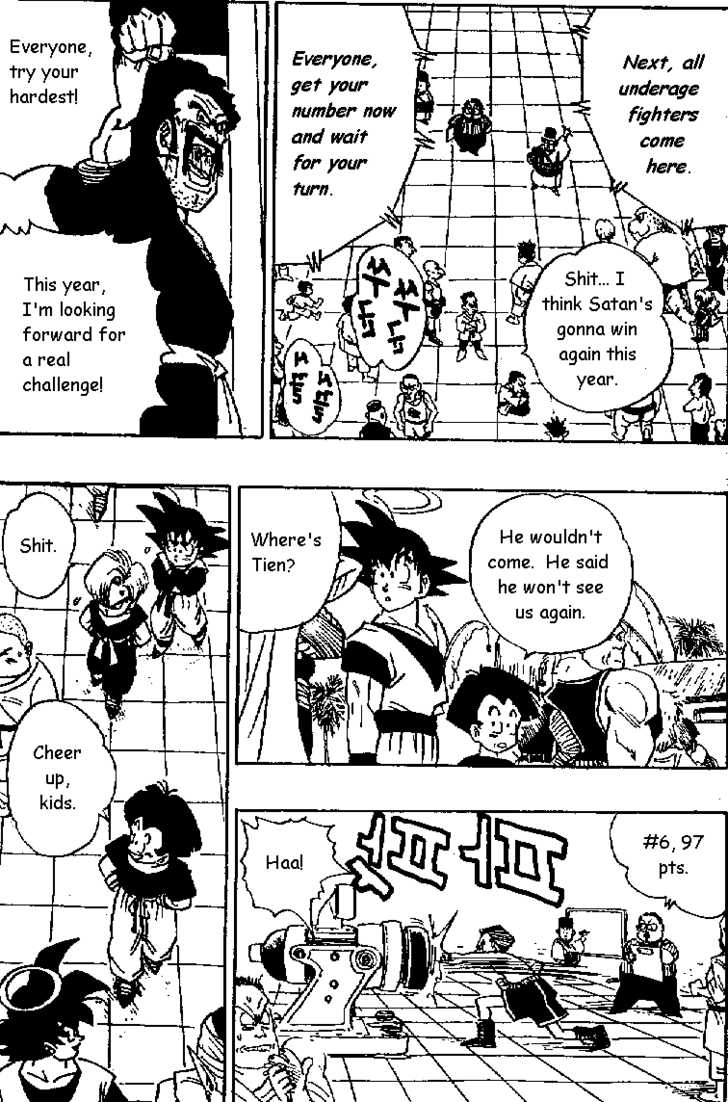 Everyone,
try your
hardest!
This year,
I'm looking
forward for
a real
challenge!
Everyone,
get your
number now
and wait
for your
turn.
Next, all
underage
fighters
come
here.
Shit... I
think Satan's
gonna win
again this
year.
Shit.
Cheer
up,
kids.
Where's
Tien?
He wouldn't
come. He said
he won't see
us again.
Haa!
#6, 97
pts.